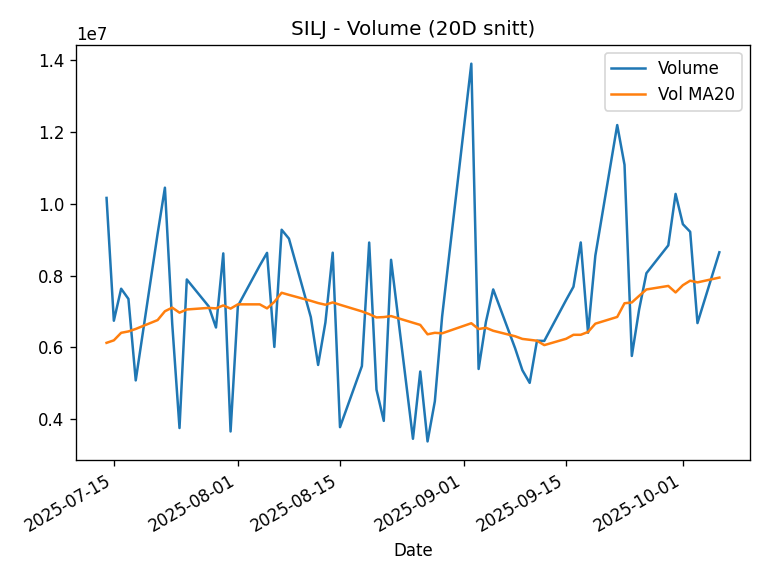 SILJ - Volume (20D snitt)
1e7
Volume
Vol MA20
1.4
1.2
1.0
0.8
0.6
0.4
2025-07-15
2025-08-01
2025-08-15
2025-09-01
2025-09-15
2025-10-01
Date